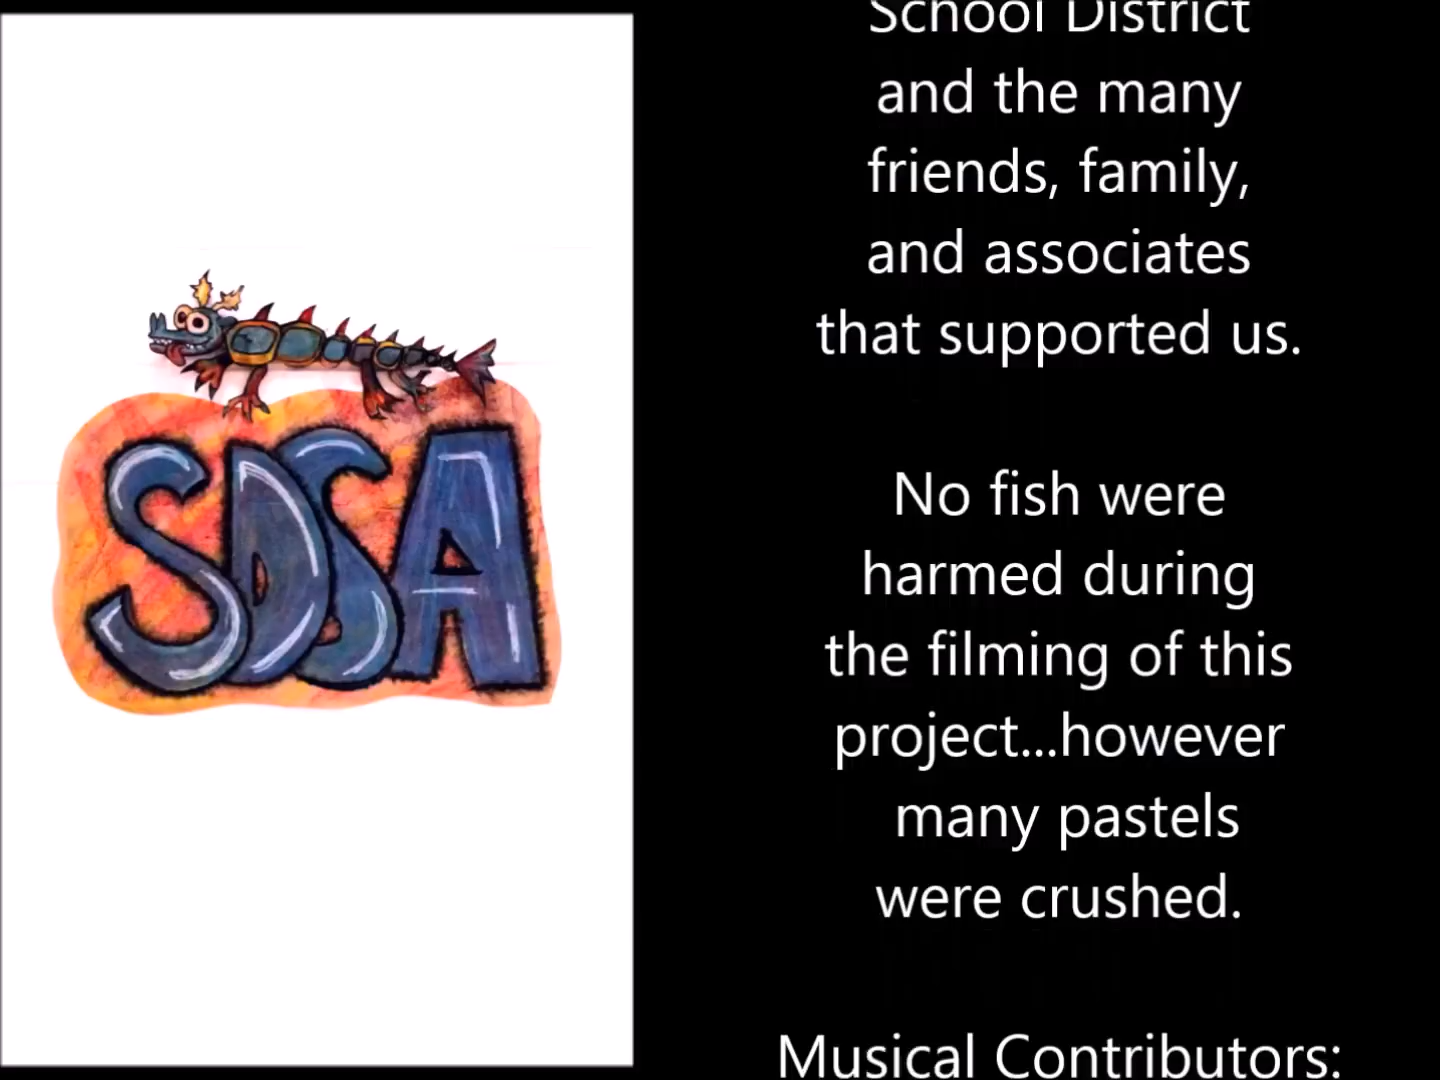 SDSA
School District
and the many
friends, family,
and associates
that supported us.
No fish were
harmed during
the filming of this
project...however
many pastels
were crushed.
Musical Contributors: